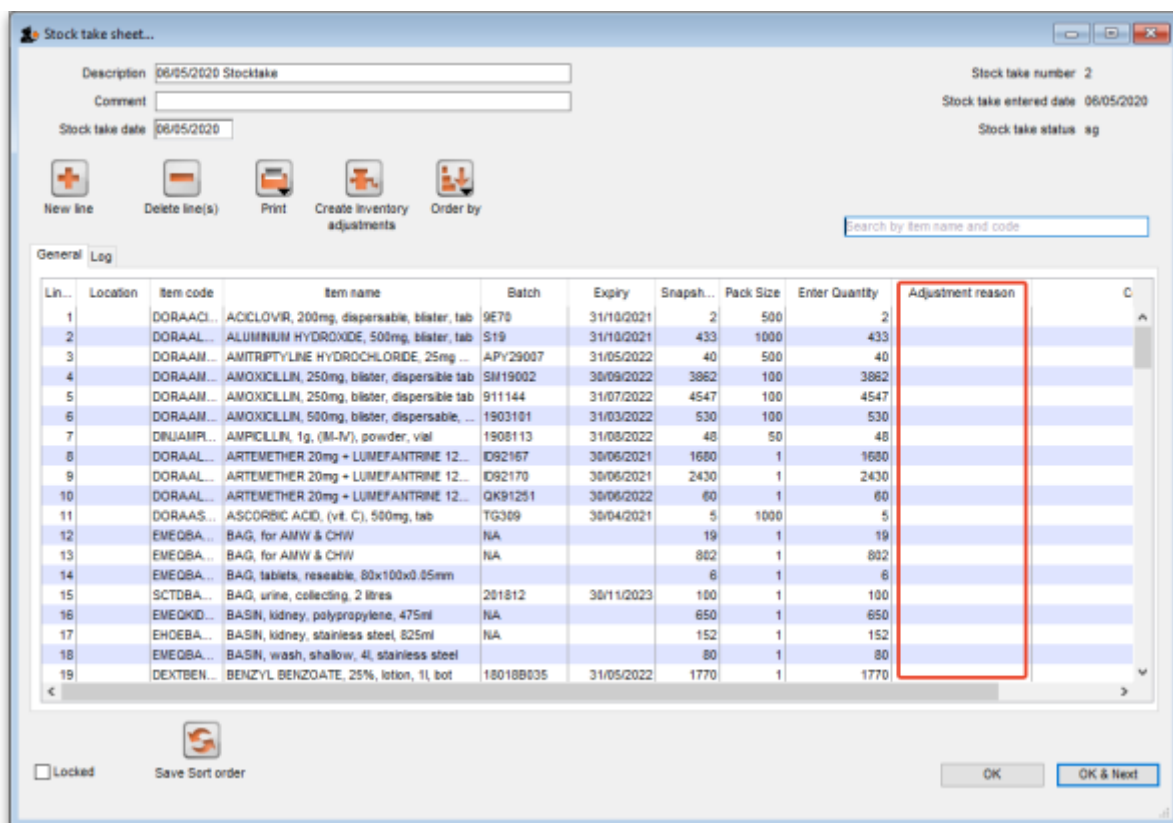 Stock take sheet...
Description 06/05/2020 Stocktake Stock take number 2
Comment Stock take entered date 06/05/2020
Stock take date 06/05/2020 Stock take status sg
New line Delete line(s) Print Create Inventory adjustments Order by
Search by item name and code
General Log
Lin... Location Item code Item name Batch Expiry Snapsh... Pack Size Enter Quantity Adjustment reason C
1 DORAACI... ACICLOVIR, 200mg, dispersable, blister, tab 9E70 31/10/2021 2 500 2
2 DORAAL... ALUMINIUM HYDROXIDE, 500mg, blister, tab S19 31/10/2021 433 1000 433
3 DORAAM... AMITRIPTYLINE HYDROCHLORIDE, 25mg ... APY29007 31/05/2022 40 500 40
4 DORAAM... AMOXICILLIN, 250mg, blister, dispersible tab SM19002 30/09/2022 3862 100 3862
5 DORAAM... AMOXICILLIN, 250mg, blister, dispersible tab 911144 31/07/2022 4547 100 4547
6 DORAAM... AMOXICILLIN, 500mg, blister, dispersable, ... 1903101 31/03/2022 530 100 530
7 DINJAMPI... AMPICILLIN, 1g, (IM-IV), powder, vial 1908113 31/08/2022 48 50 48
8 DORAAL... ARTEMETHER 20mg + LUMEFANTRINE 12... ID92167 30/06/2021 1680 1 1680
9 DORAAL... ARTEMETHER 20mg + LUMEFANTRINE 12... ID92170 30/06/2021 2430 1 2430
10 DORAAL... ARTEMETHER 20mg + LUMEFANTRINE 12... QK91251 30/06/2022 60 1 60
11 DORAAS... ASCORBIC ACID, (vit. C), 500mg, tab TG309 30/04/2021 5 1000 5
12 EMEQBA... BAG, for AMW & CHW NA 19 1 19
13 EMEQBA... BAG, for AMW & CHW NA 802 1 802
14 EMEQBA... BAG, tablets, reseable, 80x100x0.05mm 6 1 6
15 SCTDBA... BAG, urine, collecting, 2 litres 201812 30/11/2023 100 1 100
16 EMEQKID... BASIN, kidney, polypropylene, 475ml NA 650 1 650
17 EHOEBA... BASIN, kidney, stainless steel, 825ml NA 152 1 152
18 EMEQBA... BASIN, wash, shallow, 4l, stainless steel 80 1 80
19 DEXTBEN... BENZYL BENZOATE, 25%, lotion, 1l, bot 18018B035 31/05/2022 1770 1 1770
Locked Save Sort order OK OK & Next